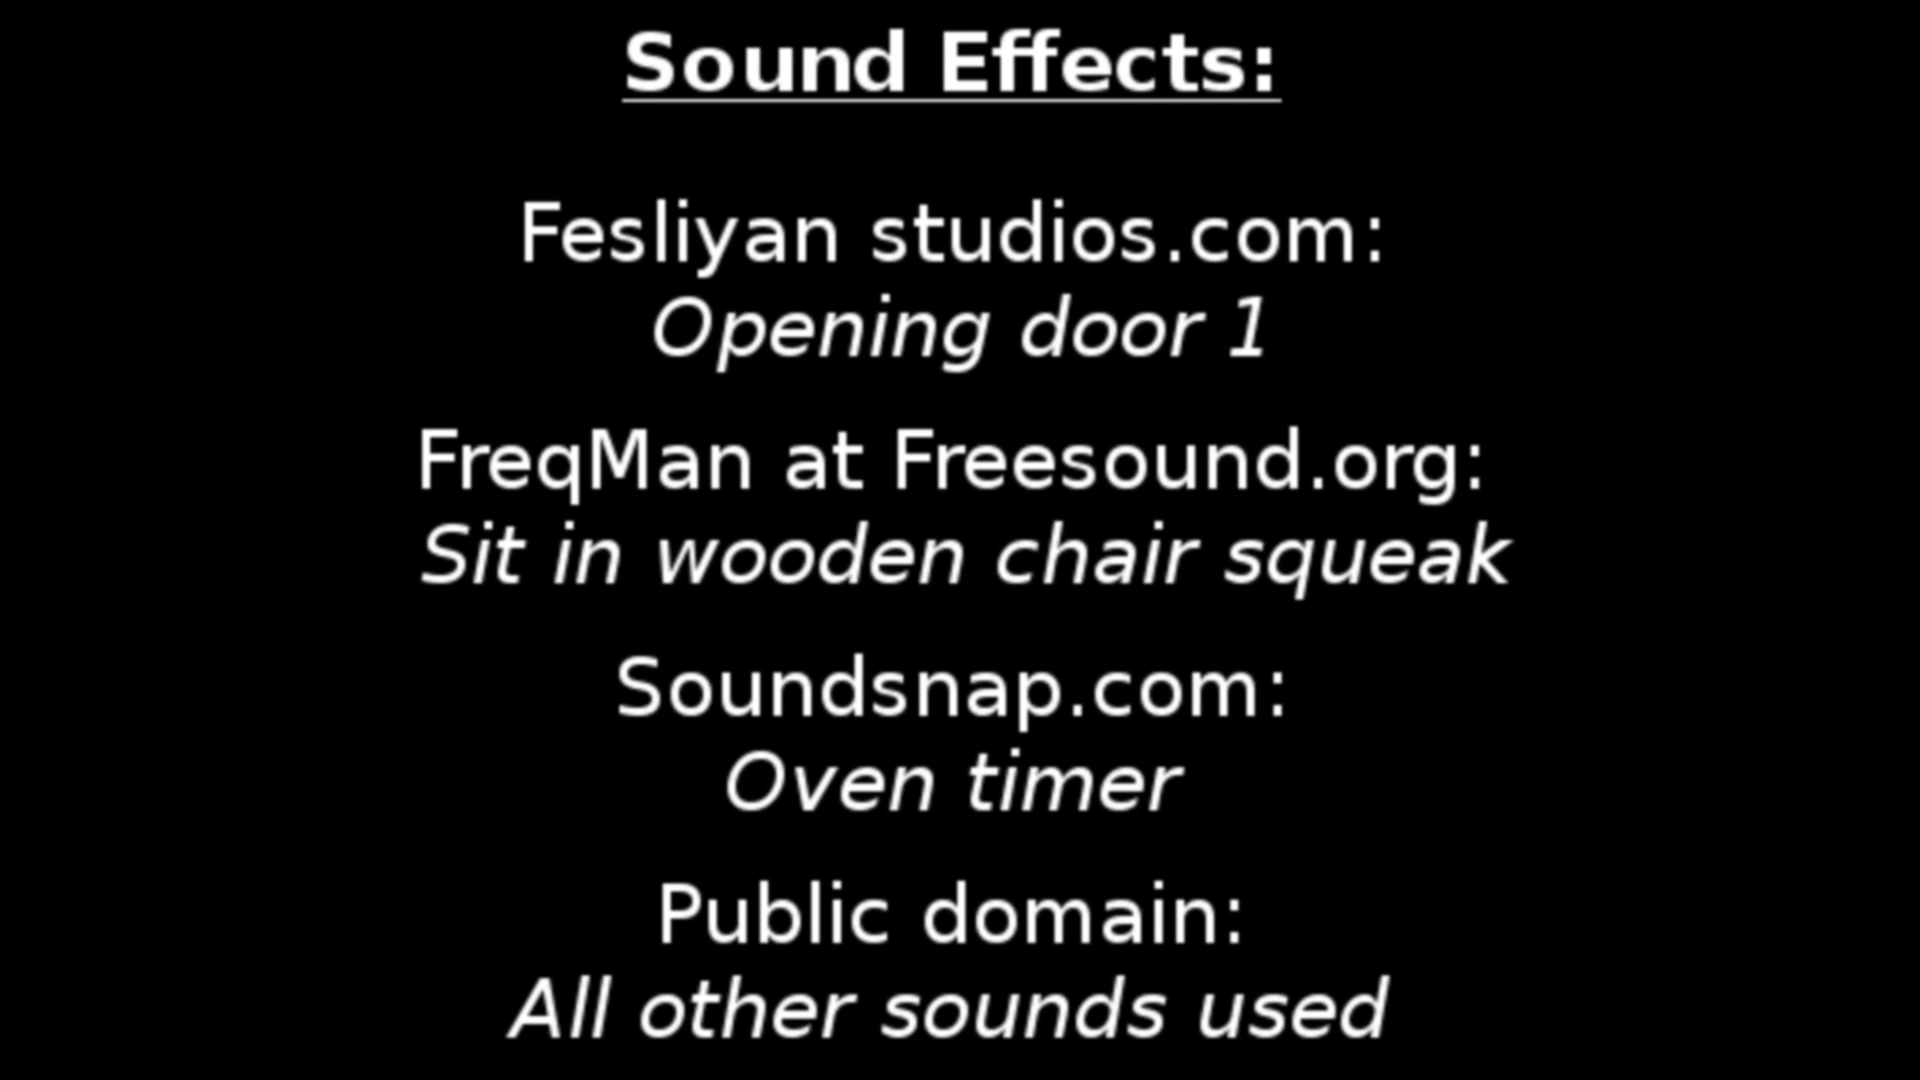 Sound Effects:
Fesliyan studios.com:
Opening door 1
FreqMan at Freesound.org:
Sit in wooden chair squeak
Soundsnap.com:
Oven timer
Public domain:
All other sounds used